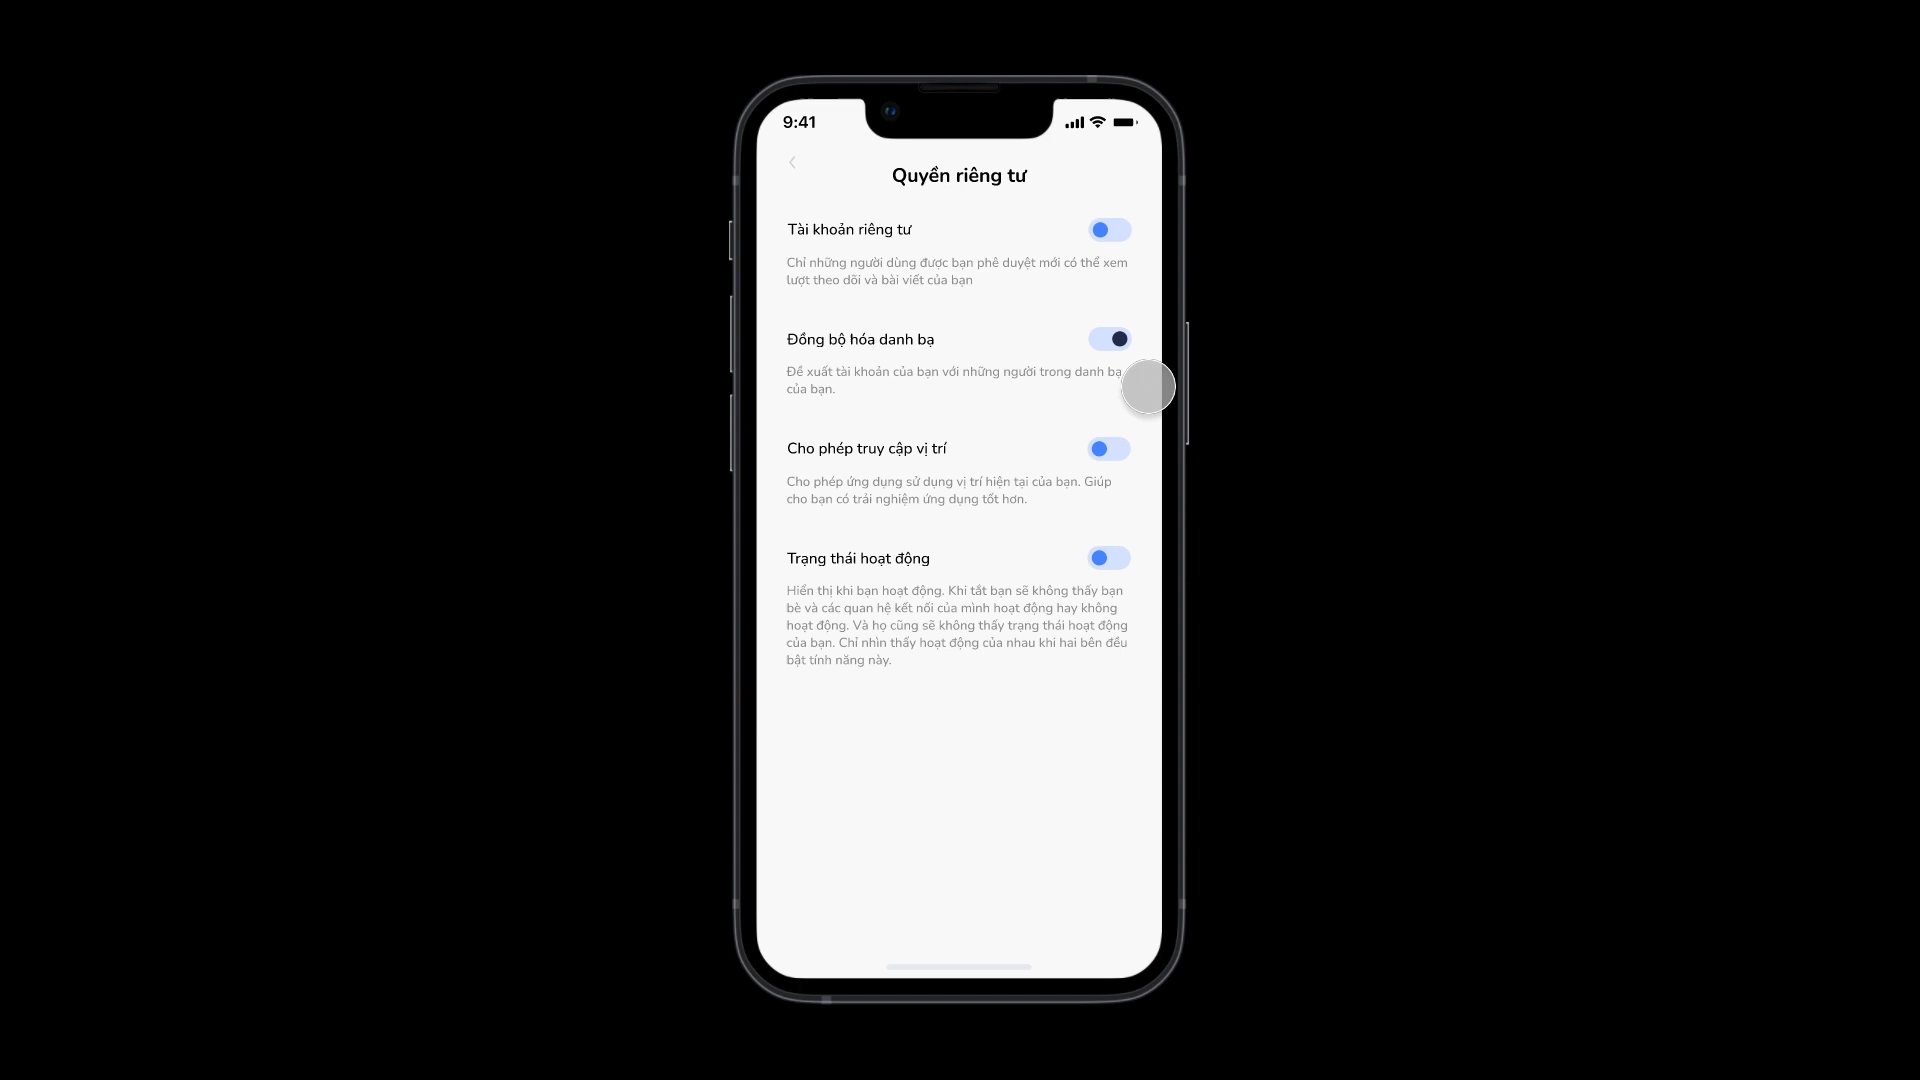 9:41
Quyền riêng tư
Tài khoản riêng tư
Chỉ những người dùng được bạn phê duyệt mới có thể xem
lượt theo dõi và bài viết của bạn
Đồng bộ hóa danh bạ
Đề xuất tài khoản của bạn với những người trong danh bạ
của bạn.
Cho phép truy cập vị trí
Cho phép ứng dụng sử dụng vị trí hiện tại của bạn. Giúp
cho bạn có trải nghiệm ứng dụng tốt hơn.
Trạng thái hoạt động
Hiển thị khi bạn hoạt động. Khi tắt bạn sẽ không thấy bạn
bè và các quan hệ kết nối của mình hoạt động hay không
hoạt động. Và họ cũng sẽ không thấy trạng thái hoạt động
của bạn. Chỉ nhìn thấy hoạt động của nhau khi hai bên đều
bật tính năng này.